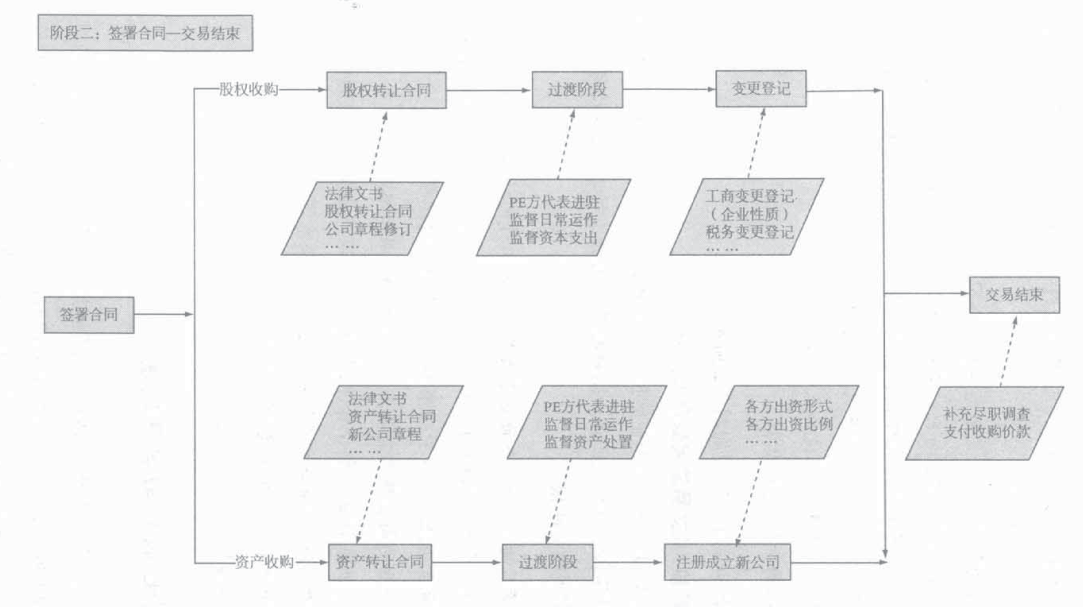 阶段二：签署合同—交易结束
股权收购
股权转让合同
过渡阶段
变更登记
法律文书
股权转让合同
公司章程修订
… …
PE方代表进驻
监督日常运作
监督资本支出
工商变更登记
（企业性质）
税务变更登记
… …
签署合同
交易结束
法律文书
资产转让合同
新公司章程
… …
PE方代表进驻
监督日常运作
监督资产处置
各方出资形式
各方出资比例
… …
补充尽职调查
支付收购价款
资产收购
资产转让合同
过渡阶段
注册成立新公司